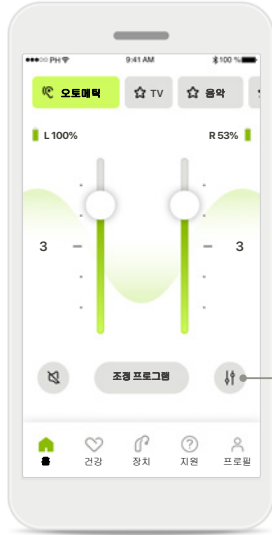 PH 9:41 AM 100 %
오토매틱 TV 음악
L 100% R 53%
3 3
조정 프로그램
홈 건강 장치 지원 프로필